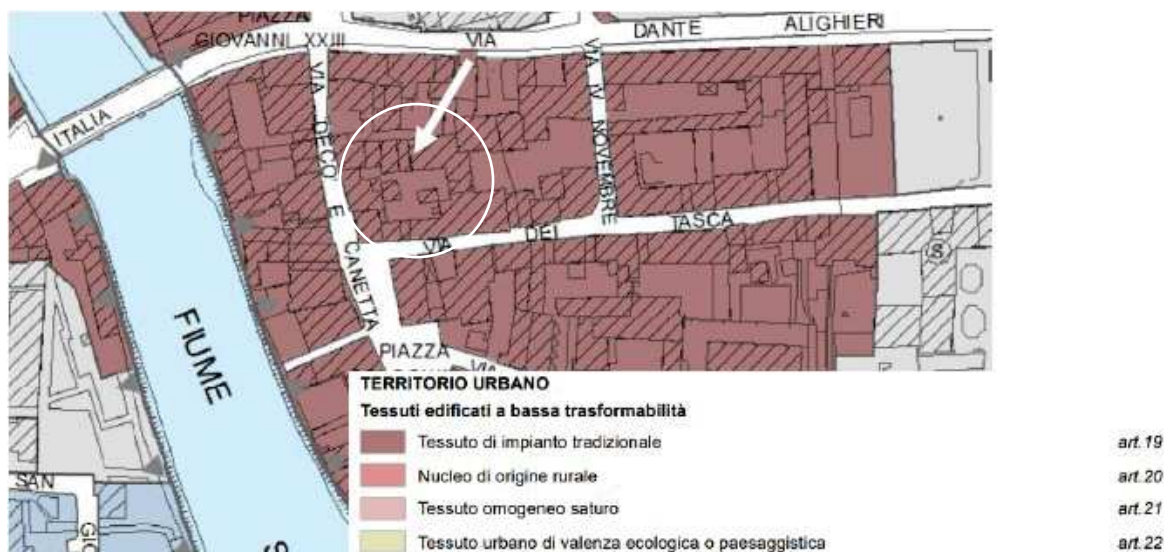 PIAZZA
GIOVANNI XXIII
VIA
DANTE
ALIGHIERI
ITALIA
VIA
DECO
E
CANETTA
VIA IV NOVEMBRE
VIA
DEI
TASCA
S
FIUME
PIAZZA
VIA
SAN
TERRITORIO URBANO
Tessuti edificati a bassa trasformabilità
Tessuto di impianto tradizionale art.19
Nucleo di origine rurale art.20
Tessuto omogeneo saturo art.21
Tessuto urbano di valenza ecologica o paesaggistica art.22